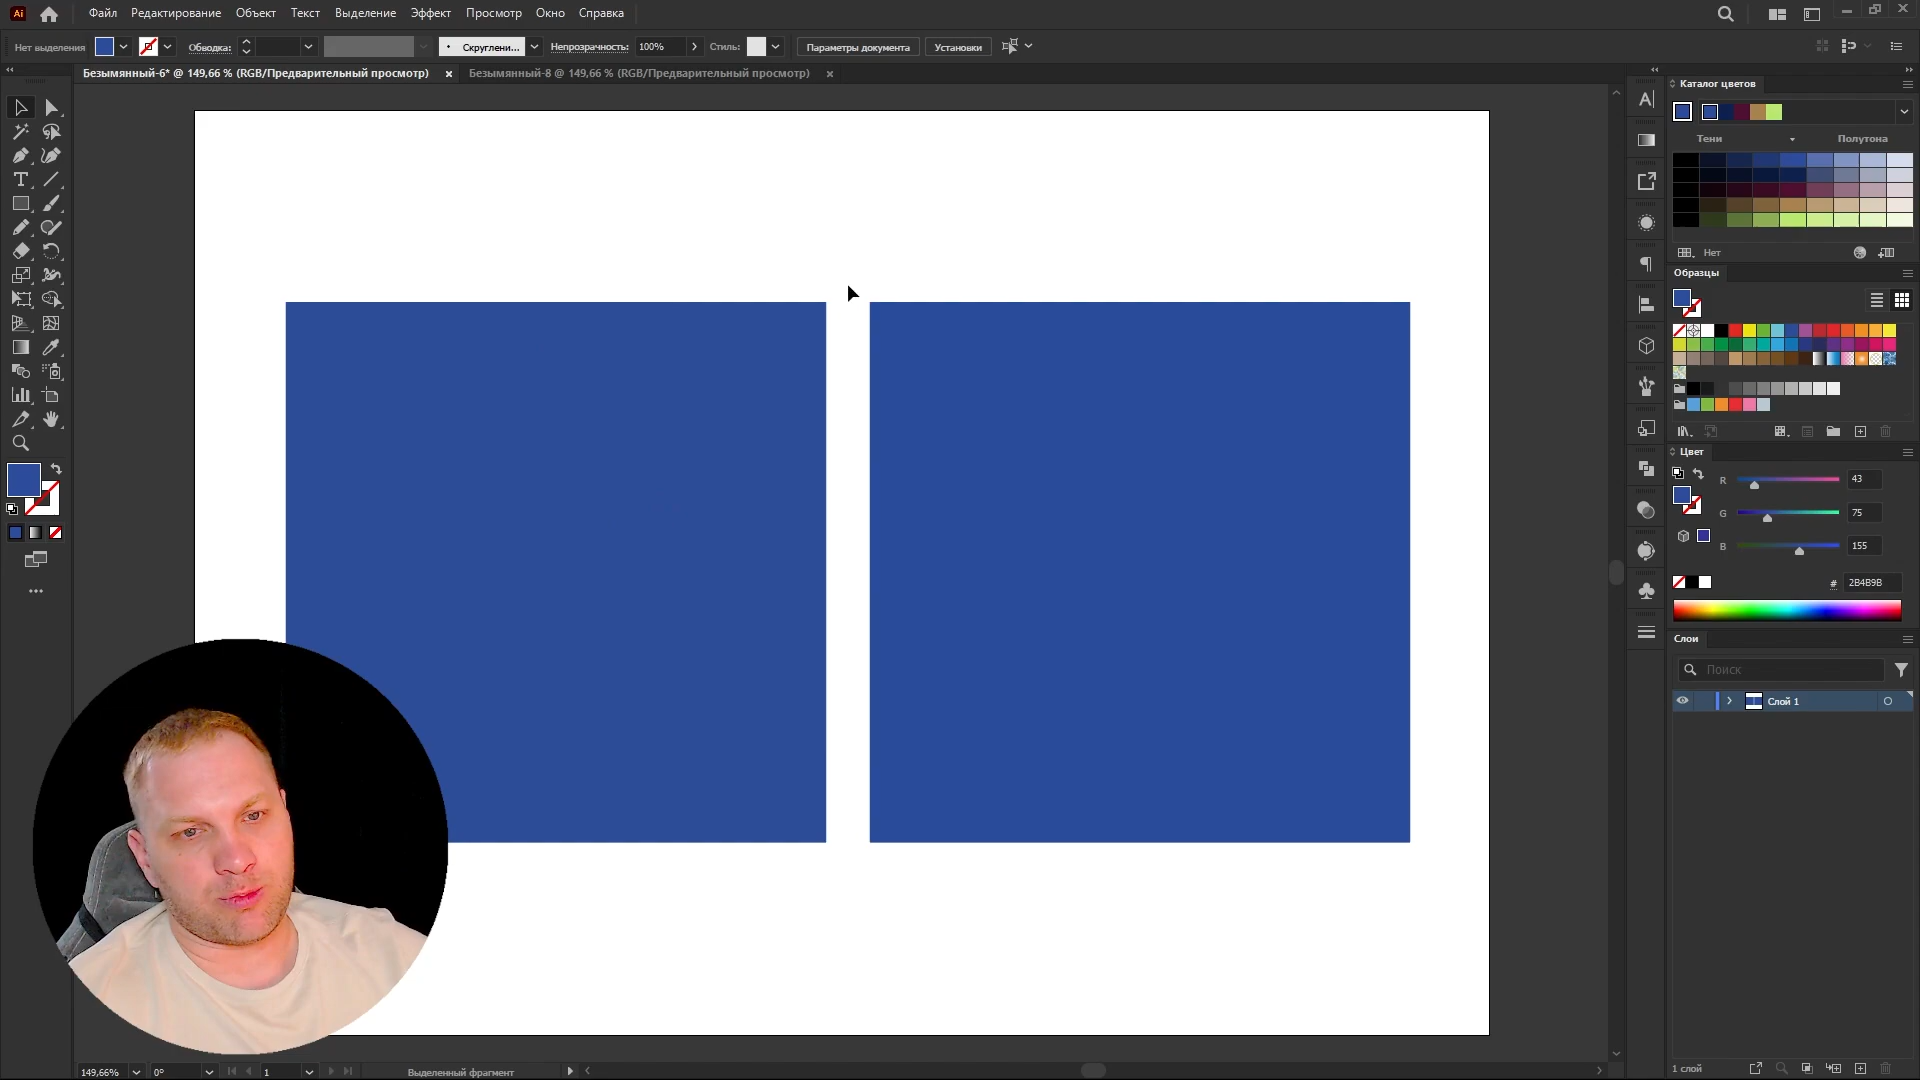 Ai Файл Редактирование Объект Текст Выделение Эффект Просмотр Окно Справка
Нет выделения Обводка: Скруглени... Непрозрачность: 100% Стиль: Параметры документа Установки
Безымянный-6* @ 149,66 % (RGB/Предварительный просмотр) × Безымянный-8 @ 149,66 % (RGB/Предварительный просмотр) ×
Каталог цветов
Тени Полутона
Нет
Образцы
Цвет
R 43
G 75
B 155
# 2B4B9B
Слои
Поиск
Слой 1
149,66% 0° 1 Выделенный фрагмент
1 слой